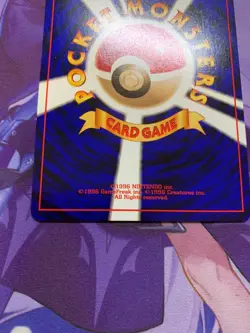 POCKET MONSTERS
CARD GAME
©1996 NINTENDO inc.
©1996 GameFreak inc. ©1996 Creatures inc.
All Rights reserved.